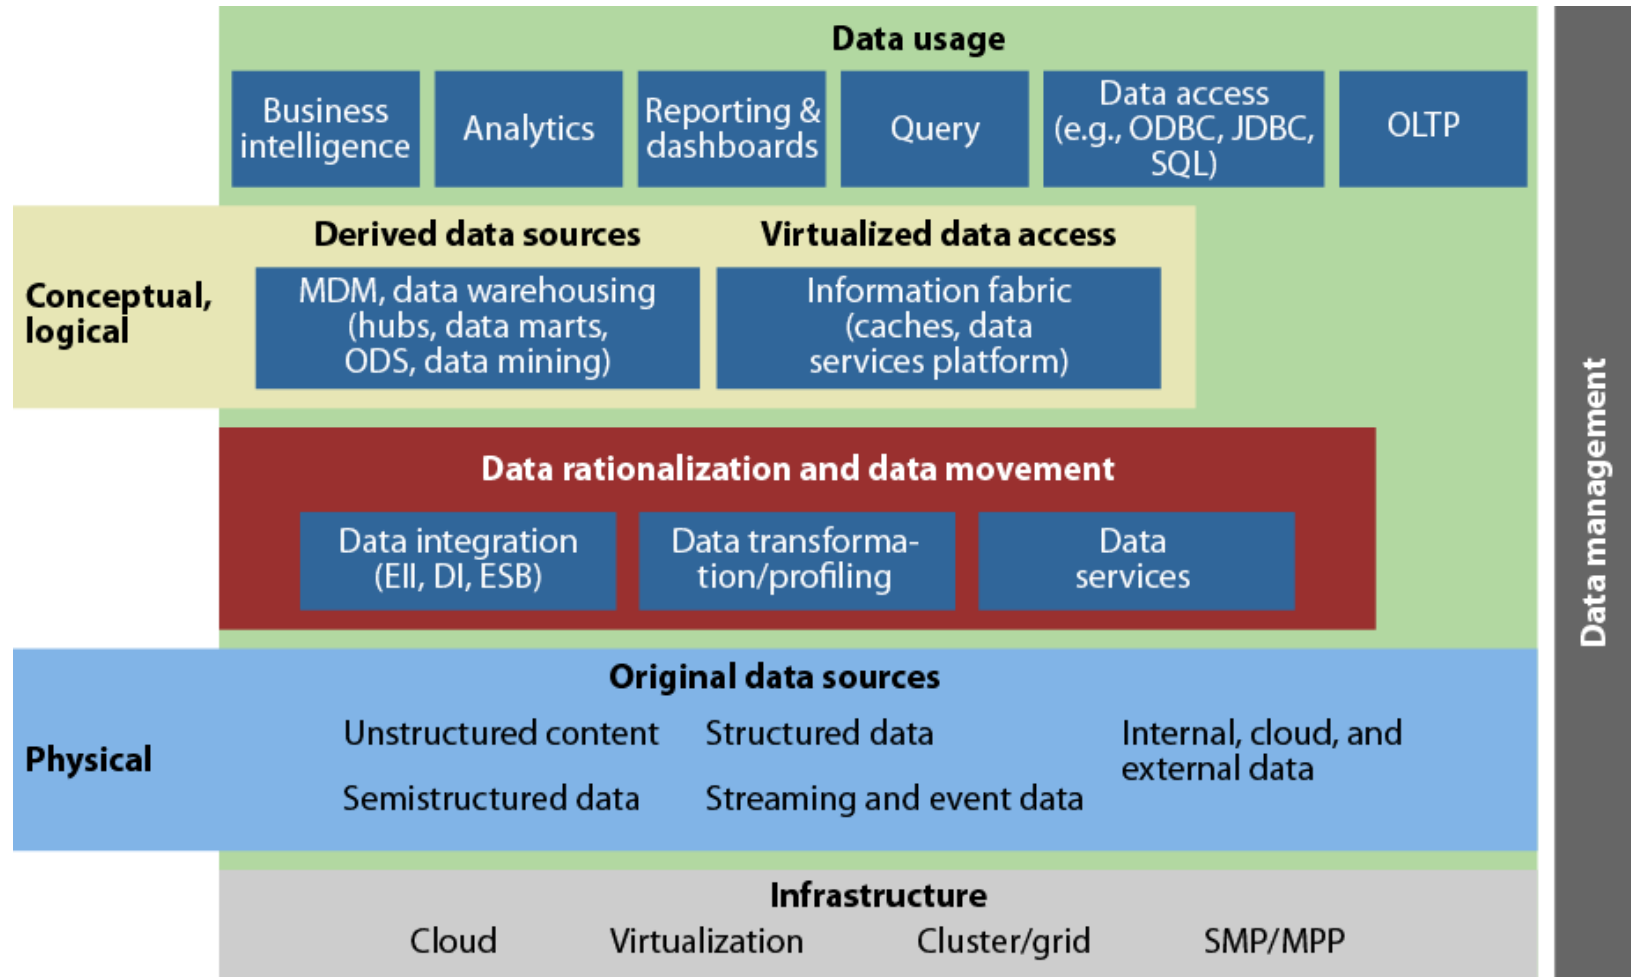 Data usage
Business
intelligence
Analytics
Reporting &
dashboards
Query
Data access
(e.g., ODBC, JDBC,
SQL)
OLTP
Conceptual,
logical
Derived data sources
MDM, data warehousing
(hubs, data marts,
ODS, data mining)
Virtualized data access
Information fabric
(caches, data
services platform)
Data rationalization and data movement
Data integration
(EII, DI, ESB)
Data transforma-
tion/profiling
Data
services
Physical
Original data sources
Unstructured content
Semistructured data
Structured data
Streaming and event data
Internal, cloud, and
external data
Infrastructure
Cloud
Virtualization
Cluster/grid
SMP/MPP
Data management